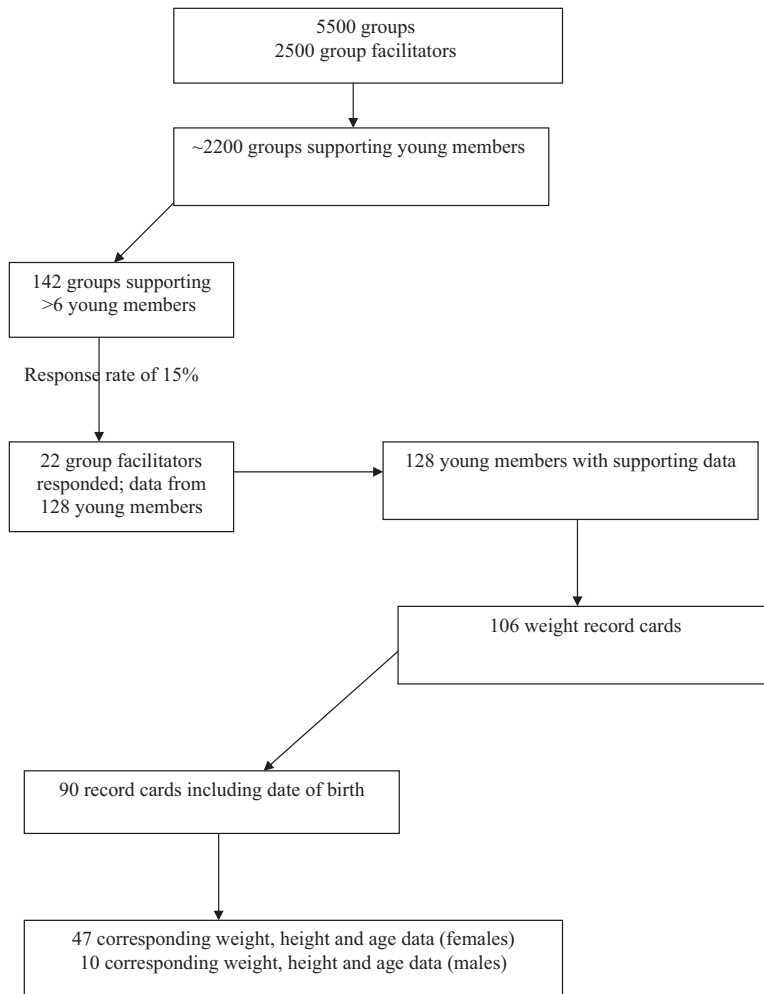 5500 groups
2500 group facilitators
~2200 groups supporting young members
142 groups supporting
>6 young members
Response rate of 15%
22 group facilitators
responded; data from
128 young members
128 young members with supporting data
106 weight record cards
90 record cards including date of birth
47 corresponding weight, height and age data (females)
10 corresponding weight, height and age data (males)